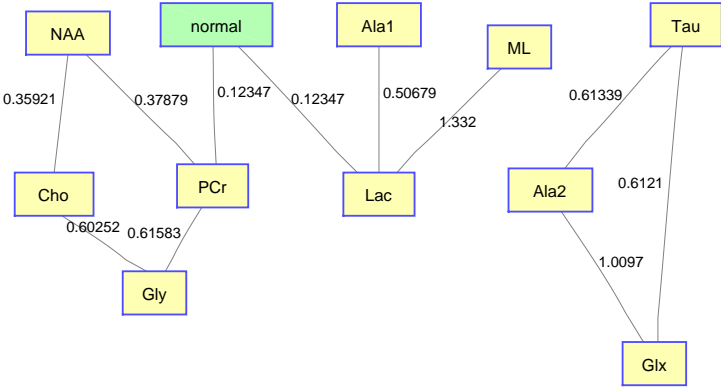 NAA
normal
Ala1
ML
Tau
0.35921
0.37879
0.12347
0.12347
0.50679
1.332
0.61339
0.6121
Cho
PCr
Lac
Ala2
0.60252
0.61583
1.0097
Gly
Glx